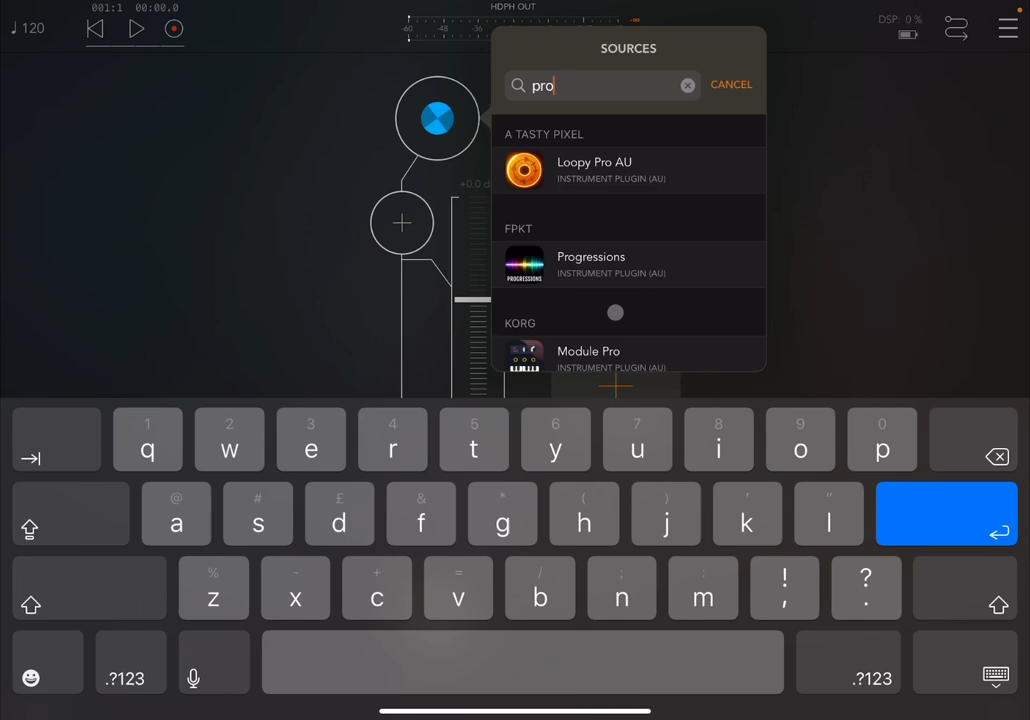 001:1 00:00.0
HDPH OUT
♩ 120
-60 -48 -36
-∞
DSP: 0 %
SOURCES
pro
CANCEL
A TASTY PIXEL
Loopy Pro AU
INSTRUMENT PLUGIN (AU)
+0.0 d
FPKT
Progressions
INSTRUMENT PLUGIN (AU)
PROGRESSIONS
KORG
Module Pro
INSTRUMENT PLUGIN (AU)
1 2 3 4 5 6 7 8 9 0
q w e r t y u i o p
@ # £ & * ( ) ' "
a s d f g h j k l
% - + = / ; : ! ?
z x c v b n m , .
.?123 .?123